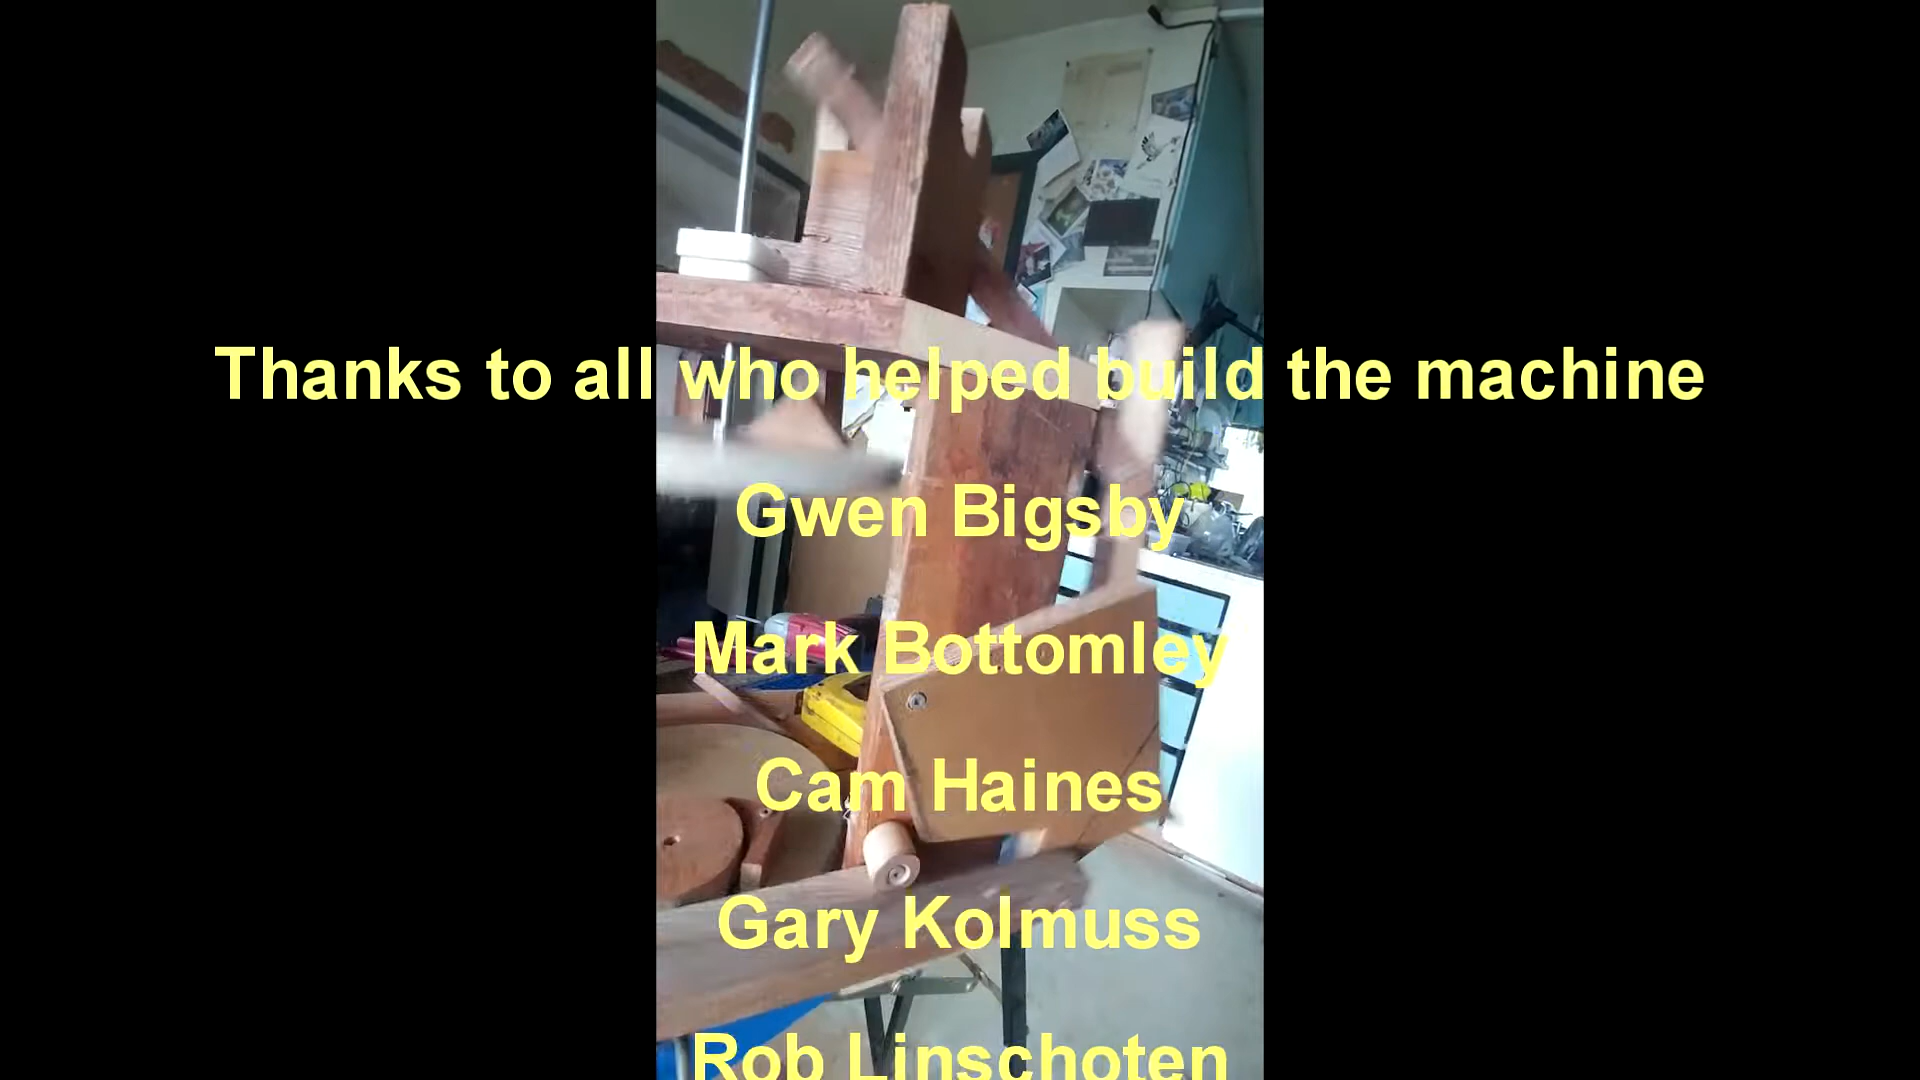 Thanks to all who helped build the machine
Gwen Bigsby
Mark Bottomley
Cam Haines
Gary Kolmuss
Rob Linschoten